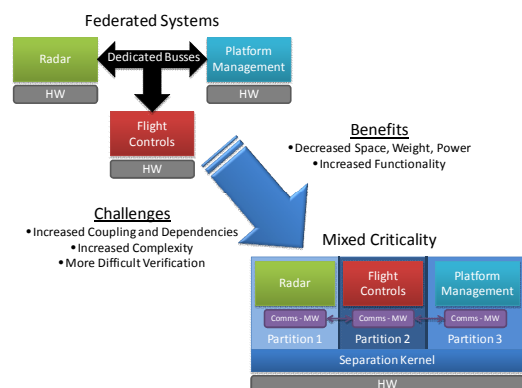 Federated Systems
Radar
Dedicated Busses
Platform
Management
HW
HW
Flight
Controls
HW
Benefits
•Decreased Space, Weight, Power
•Increased Functionality
Challenges
•Increased Coupling and Dependencies
•Increased Complexity
•More Difficult Verification
Mixed Criticality
Radar
Flight
Controls
Platform
Management
Comms - MW
Comms - MW
Comms - MW
Partition 1
Partition 2
Partition 3
Separation Kernel
HW